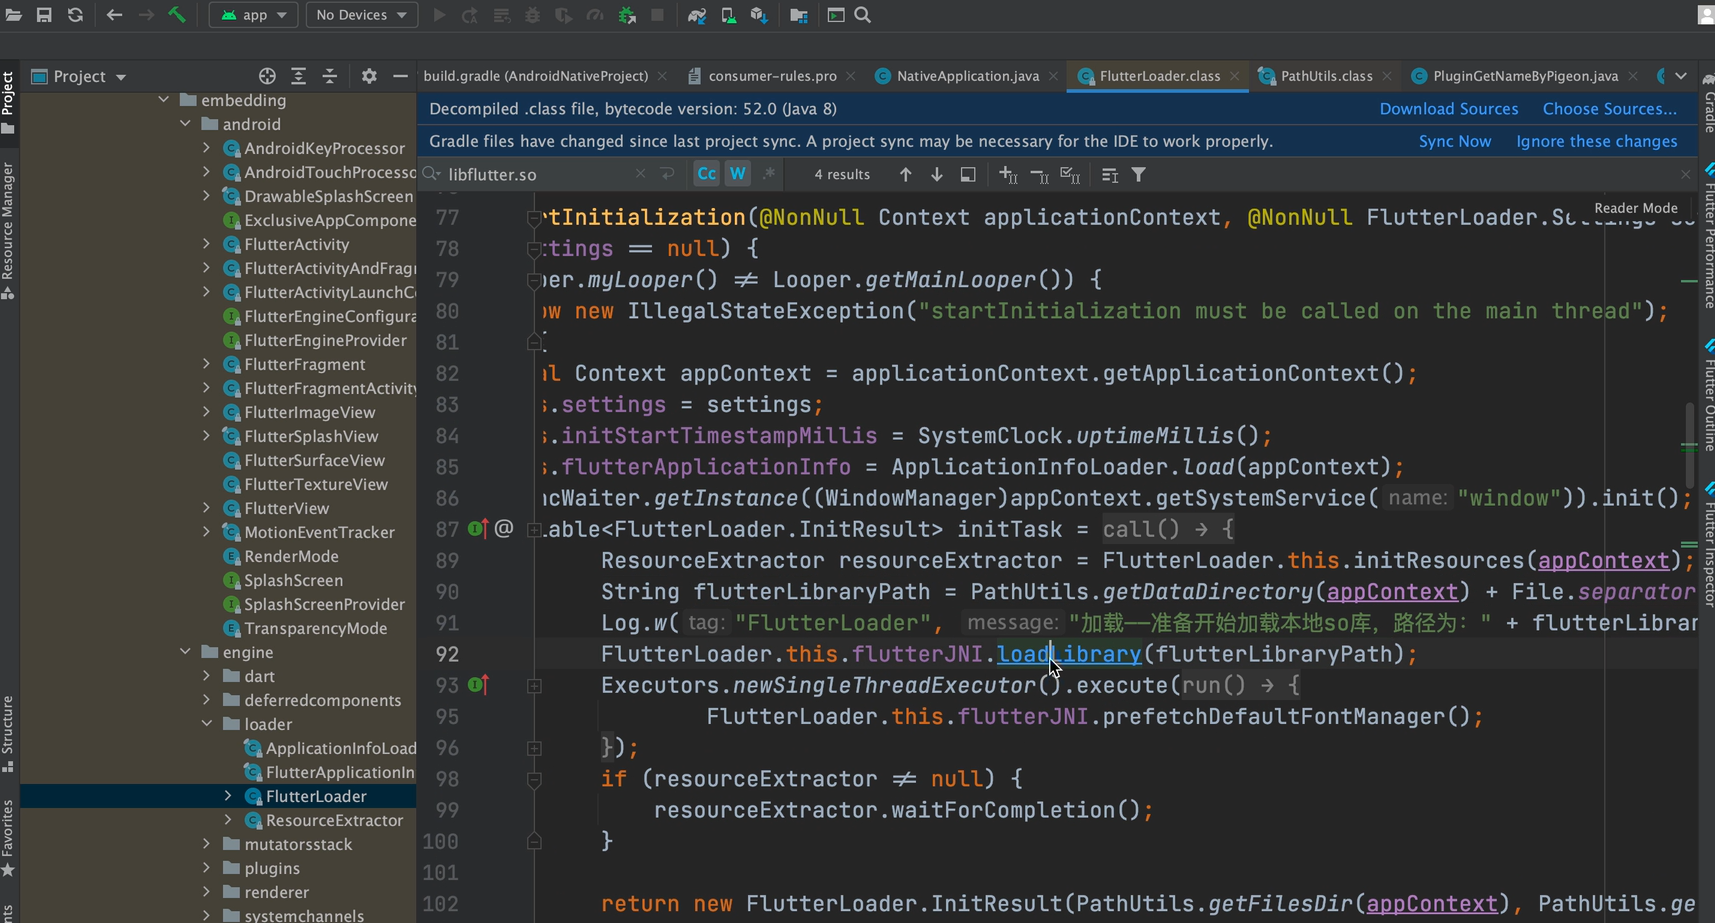 app
No Devices
Project
build.gradle (AndroidNativeProject)
consumer-rules.pro
NativeApplication.java
FlutterLoader.class
PathUtils.class
PluginGetNameByPigeon.java
Decompiled .class file, bytecode version: 52.0 (Java 8)
Download Sources
Choose Sources...
Gradle files have changed since last project sync. A project sync may be necessary for the IDE to work properly.
Sync Now
Ignore these changes
libflutter.so
Cc
W
.*
4 results
Reader Mode
Project
Resource Manager
Structure
Favorites
embedding
android
AndroidKeyProcessor
AndroidTouchProcesso
DrawableSplashScreen
ExclusiveAppCompone
FlutterActivity
FlutterActivityAndFragm
FlutterActivityLaunchCo
FlutterEngineConfigura
FlutterEngineProvider
FlutterFragment
FlutterFragmentActivity
FlutterImageView
FlutterSplashView
FlutterSurfaceView
FlutterTextureView
FlutterView
MotionEventTracker
RenderMode
SplashScreen
SplashScreenProvider
TransparencyMode
engine
dart
deferredcomponents
loader
ApplicationInfoLoad
FlutterApplicationIn
FlutterLoader
ResourceExtractor
mutatorsstack
plugins
renderer
systemchannels
77 rtInitialization(@NonNull Context applicationContext, @NonNull FlutterLoader.Settings se
78 ttings == null) {
79 per.myLooper() != Looper.getMainLooper()) {
80 ow new IllegalStateException("startInitialization must be called on the main thread");
81 {
82 al Context appContext = applicationContext.getApplicationContext();
83 s.settings = settings;
84 s.initStartTimestampMillis = SystemClock.uptimeMillis();
85 s.flutterApplicationInfo = ApplicationInfoLoader.load(appContext);
86 ncWaiter.getInstance((WindowManager)appContext.getSystemService( name: "window")).init();
87 @ lable<FlutterLoader.InitResult> initTask = call() → {
89 ResourceExtractor resourceExtractor = FlutterLoader.this.initResources(appContext);
90 String flutterLibraryPath = PathUtils.getDataDirectory(appContext) + File.separator
91 Log.w( tag: "FlutterLoader", message: "加载——准备开始加载本地so库，路径为：" + flutterLibrar
92 FlutterLoader.this.flutterJNI.loadLibrary(flutterLibraryPath);
93 Executors.newSingleThreadExecutor().execute(run() → {
95 FlutterLoader.this.flutterJNI.prefetchDefaultFontManager();
96 });
98 if (resourceExtractor != null) {
99 resourceExtractor.waitForCompletion();
100 }
101
102 return new FlutterLoader.InitResult(PathUtils.getFilesDir(appContext), PathUtils.ge
Gradle
Flutter Performance
Flutter Outline
Flutter Inspector